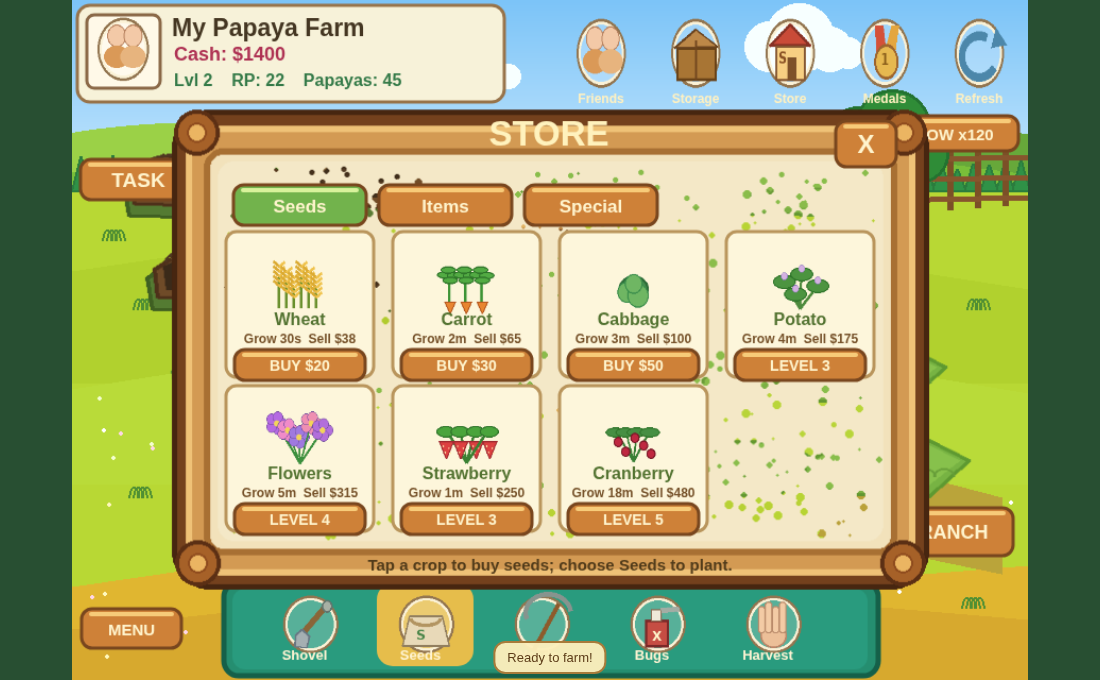 My Papaya Farm
Cash: $1400
Lvl 2 RP: 22 Papayas: 45
Friends
Storage
S
Store
1
Medals
Refresh
STORE
X
OW x120
TASK
Seeds
Items
Special
Wheat
Grow 30s Sell $38
BUY $20
Carrot
Grow 2m Sell $65
BUY $30
Cabbage
Grow 3m Sell $100
BUY $50
Potato
Grow 4m Sell $175
LEVEL 3
Flowers
Grow 5m Sell $315
LEVEL 4
Strawberry
Grow 1m Sell $250
LEVEL 3
Cranberry
Grow 18m Sell $480
LEVEL 5
RANCH
Tap a crop to buy seeds; choose Seeds to plant.
MENU
Shovel
S
Seeds
X
Bugs
Harvest
Ready to farm!